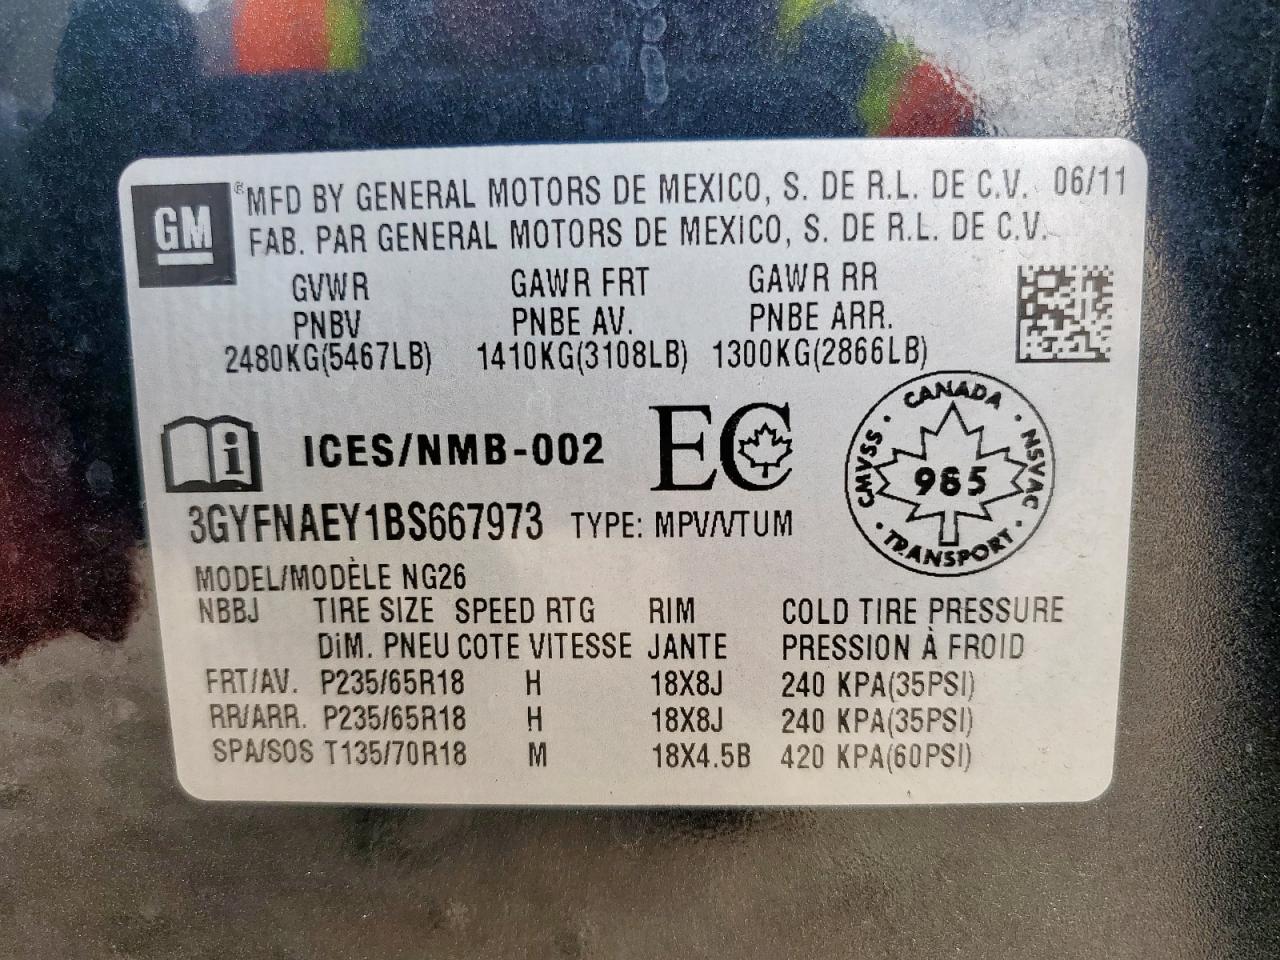 GM ® MFD BY GENERAL MOTORS DE MEXICO, S. DE R.L. DE C.V. 06/11
FAB. PAR GENERAL MOTORS DE MEXICO, S. DE R.L. DE C.V.
GVWR GAWR FRT GAWR RR
PNBV PNBE AV. PNBE ARR.
2480KG(5467LB) 1410KG(3108LB) 1300KG(2866LB)
i ICES/NMB-002 EC CANADA CMVSS 985 NSVAC TRANSPORT
3GYFNAEY1BS667973 TYPE: MPV/VTUM
MODEL/MODÈLE NG26
NBBJ TIRE SIZE SPEED RTG RIM COLD TIRE PRESSURE
DiM. PNEU COTE VITESSE JANTE PRESSION À FROID
FRT/AV. P235/65R18 H 18X8J 240 KPA(35PSI)
RR/ARR. P235/65R18 H 18X8J 240 KPA(35PSI)
SPA/SOS T135/70R18 M 18X4.5B 420 KPA(60PSI)